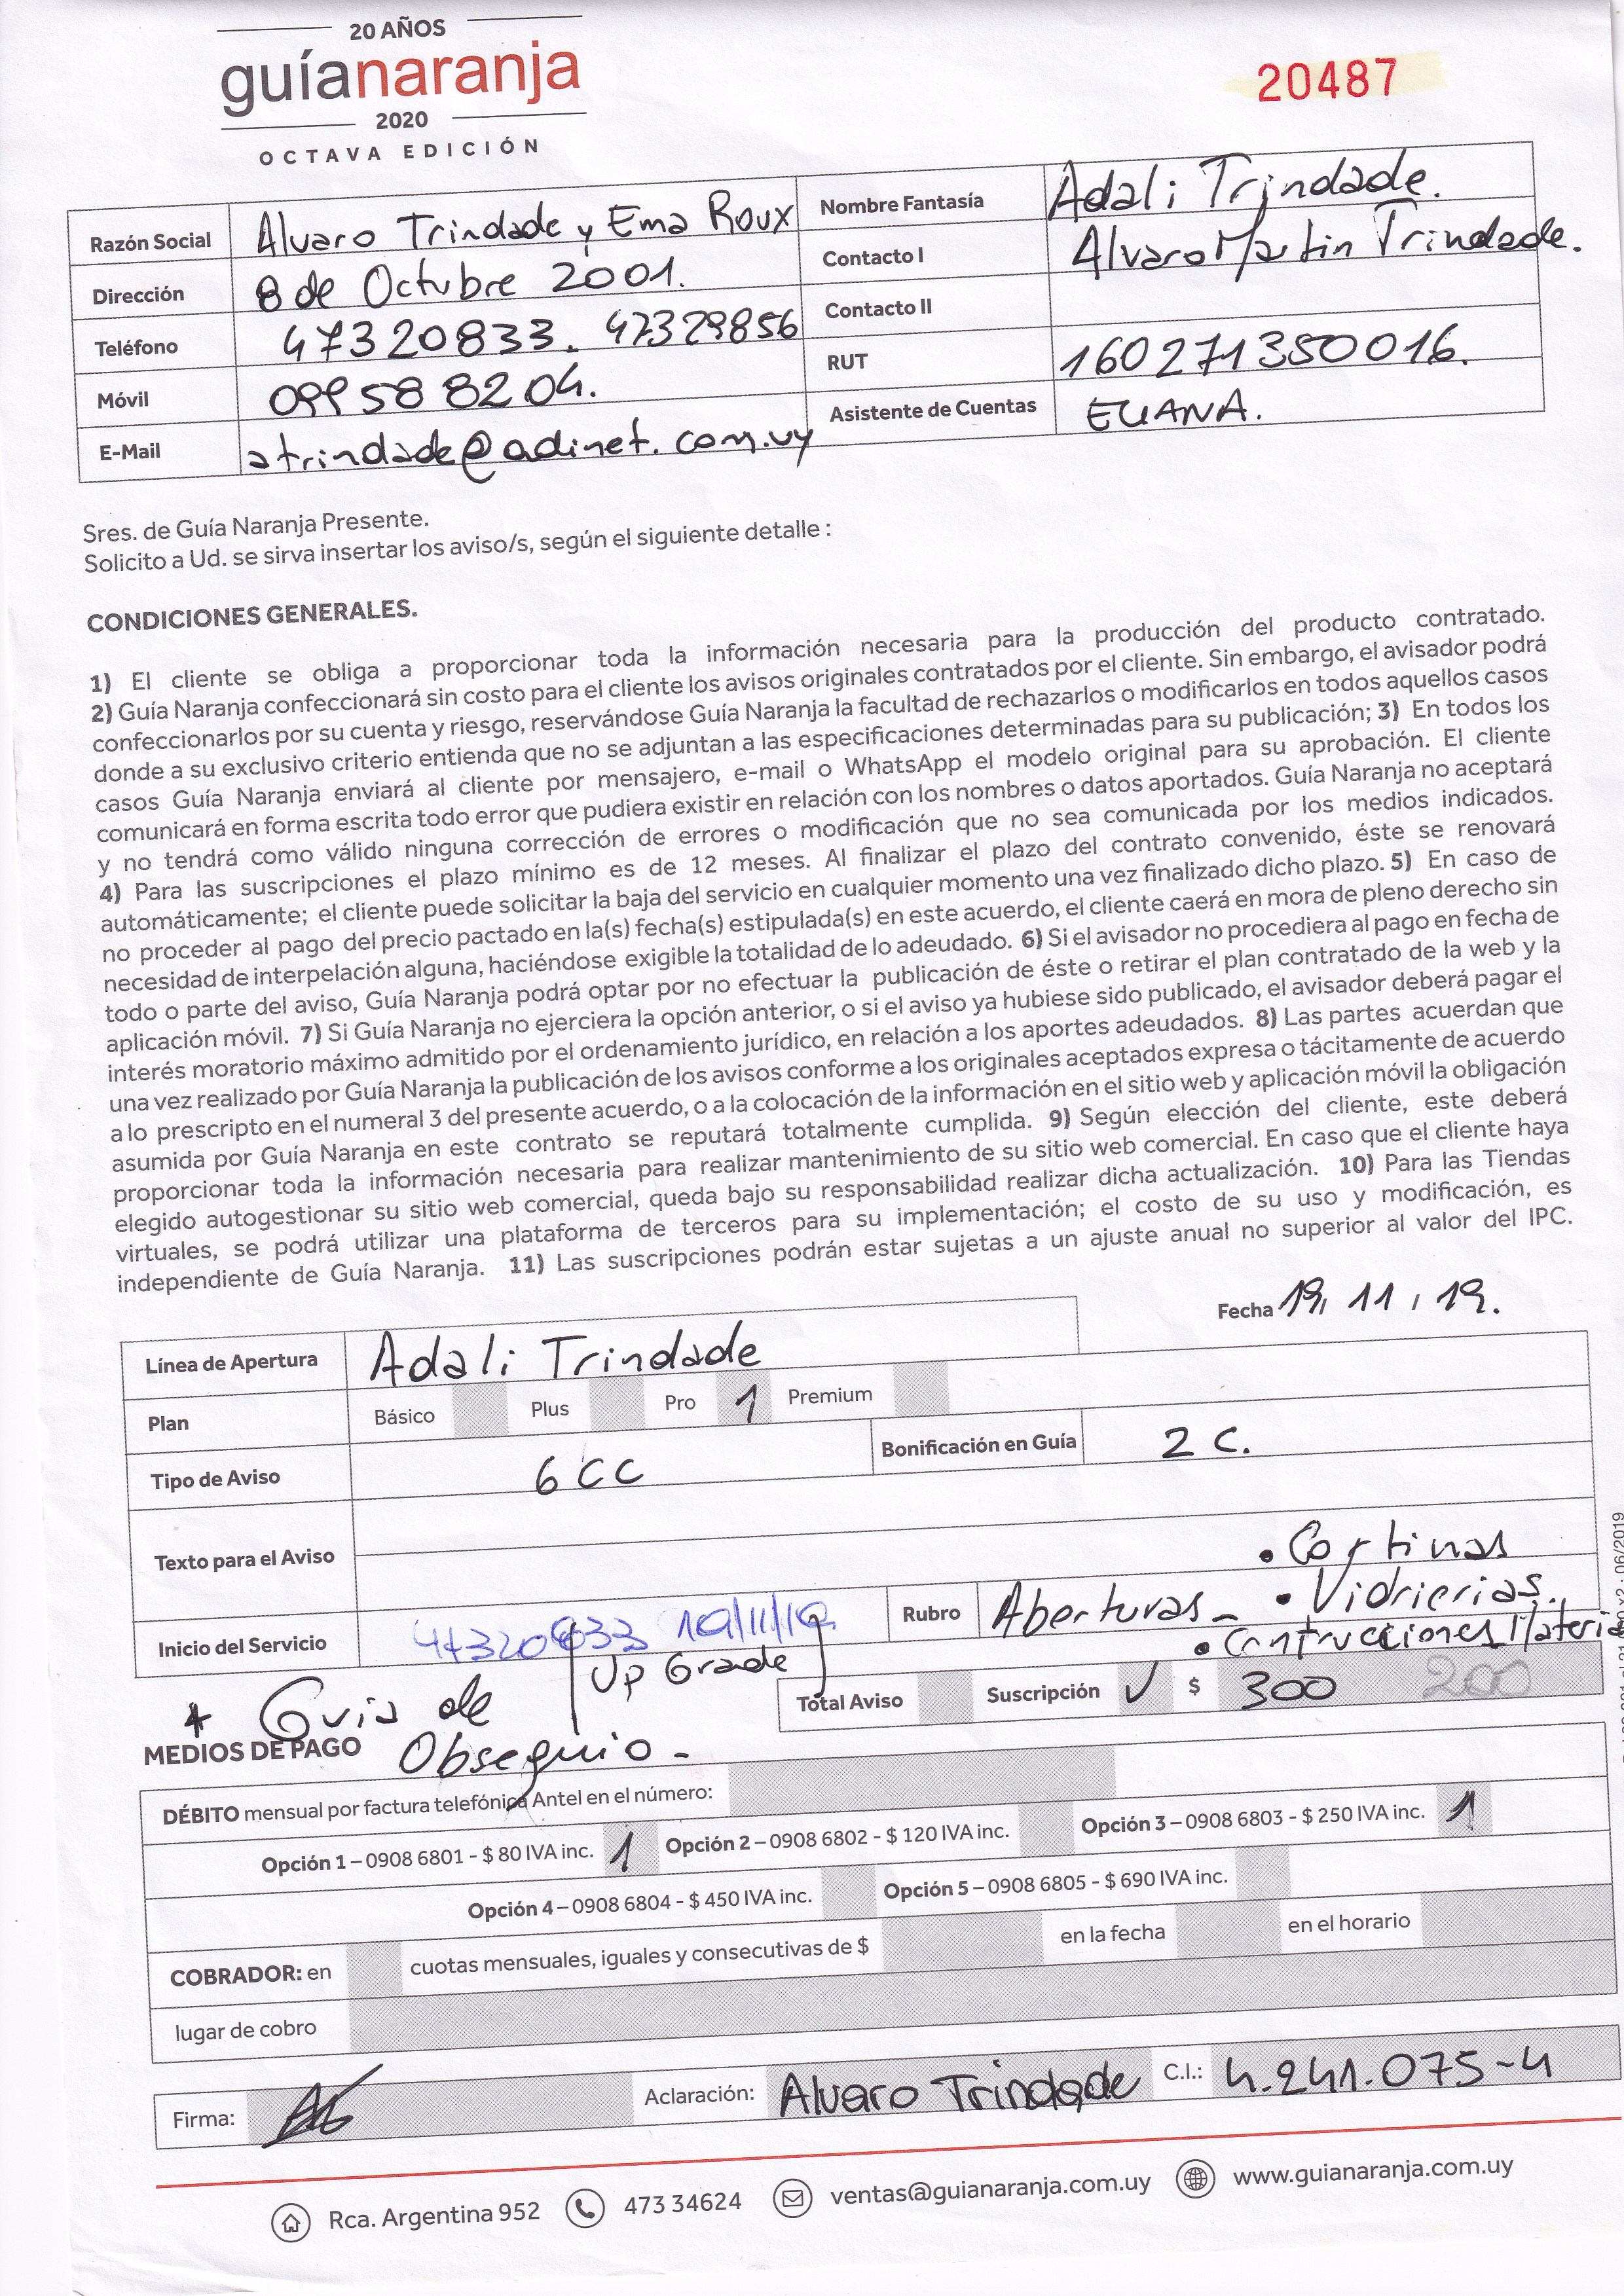 20 AÑOS
guíanaranja
2020
OCTAVA EDICIÓN
20487
Razón Social Alvaro Trindade y Ema Roux
Nombre Fantasía Adali Trindade.
Dirección 8 de Octubre 2001.
Contacto I Alvaro Martin Trindade.
Teléfono 47320833. 47329856
Contacto II
Móvil 099588204.
RUT 160271350016.
E-Mail atrindade@adinet.com.uy
Asistente de Cuentas ELIANA.
Sres. de Guía Naranja Presente.
Solicito a Ud. se sirva insertar los aviso/s, según el siguiente detalle :
CONDICIONES GENERALES.
1) El cliente se obliga a proporcionar toda la información necesaria para la producción del producto contratado.
2) Guía Naranja confeccionará sin costo para el cliente los avisos originales contratados por el cliente. Sin embargo, el avisador podrá
confeccionarlos por su cuenta y riesgo, reservándose Guía Naranja la facultad de rechazarlos o modificarlos en todos aquellos casos
donde a su exclusivo criterio entienda que no se adjuntan a las especificaciones determinadas para su publicación; 3) En todos los
casos Guía Naranja enviará al cliente por mensajero, e-mail o WhatsApp el modelo original para su aprobación. El cliente
comunicará en forma escrita todo error que pudiera existir en relación con los nombres o datos aportados. Guía Naranja no aceptará
y no tendrá como válido ninguna corrección de errores o modificación que no sea comunicada por los medios indicados.
4) Para las suscripciones el plazo mínimo es de 12 meses. Al finalizar el plazo del contrato convenido, éste se renovará
automáticamente; el cliente puede solicitar la baja del servicio en cualquier momento una vez finalizado dicho plazo. 5) En caso de
no proceder al pago del precio pactado en la(s) fecha(s) estipulada(s) en este acuerdo, el cliente caerá en mora de pleno derecho sin
necesidad de interpelación alguna, haciéndose exigible la totalidad de lo adeudado. 6) Si el avisador no procediera al pago en fecha de
todo o parte del aviso, Guía Naranja podrá optar por no efectuar la publicación de éste o retirar el plan contratado de la web y la
aplicación móvil. 7) Si Guía Naranja no ejerciera la opción anterior, o si el aviso ya hubiese sido publicado, el avisador deberá pagar el
interés moratorio máximo admitido por el ordenamiento jurídico, en relación a los aportes adeudados. 8) Las partes acuerdan que
una vez realizado por Guía Naranja la publicación de los avisos conforme a los originales aceptados expresa o tácitamente de acuerdo
a lo prescripto en el numeral 3 del presente acuerdo, o a la colocación de la información en el sitio web y aplicación móvil la obligación
asumida por Guía Naranja en este contrato se reputará totalmente cumplida. 9) Según elección del cliente, este deberá
proporcionar toda la información necesaria para realizar mantenimiento de su sitio web comercial. En caso que el cliente haya
elegido autogestionar su sitio web comercial, queda bajo su responsabilidad realizar dicha actualización. 10) Para las Tiendas
virtuales, se podrá utilizar una plataforma de terceros para su implementación; el costo de su uso y modificación, es
independiente de Guía Naranja. 11) Las suscripciones podrán estar sujetas a un ajuste anual no superior al valor del IPC.
Fecha 19, 11, 19.
Línea de Apertura Adali Trindade
Plan Básico Plus Pro 1 Premium
Tipo de Aviso 6 CC
Bonificación en Guía 2 C.
Texto para el Aviso
• Cortinas
Rubro Aberturas - • Vidrierias.
• Contrucciones Materia
Inicio del Servicio 47320833 19/11/19
Up Grade
Total Aviso Suscripción ✓ $ 300 200
* Guia de
Obsequio -
MEDIOS DE PAGO
DÉBITO mensual por factura telefónica Antel en el número:
Opción 1 – 0908 6801 - $ 80 IVA inc. 1 Opción 2 – 0908 6802 - $ 120 IVA inc. Opción 3 – 0908 6803 - $ 250 IVA inc. 1
Opción 4 – 0908 6804 - $ 450 IVA inc. Opción 5 – 0908 6805 - $ 690 IVA inc.
COBRADOR: en cuotas mensuales, iguales y consecutivas de $ en la fecha en el horario
lugar de cobro
Firma: Aclaración: Alvaro Trindade C.I.: 4.241.075-4
Rca. Argentina 952 473 34624 ventas@guianaranja.com.uy www.guianaranja.com.uy
06/2019